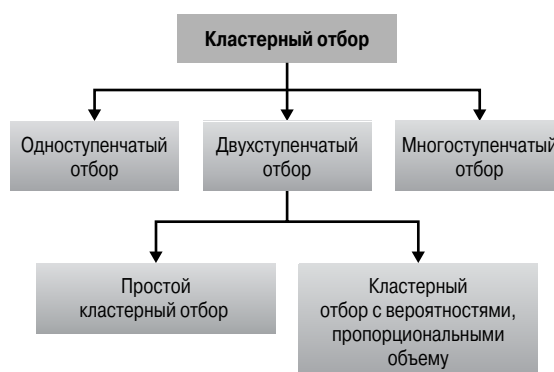 Кластерный отбор
Одноступенчатый
отбор
Двухступенчатый
отбор
Многоступенчатый
отбор
Простой
кластерный отбор
Кластерный
отбор с вероятностями,
пропорциональными
объему